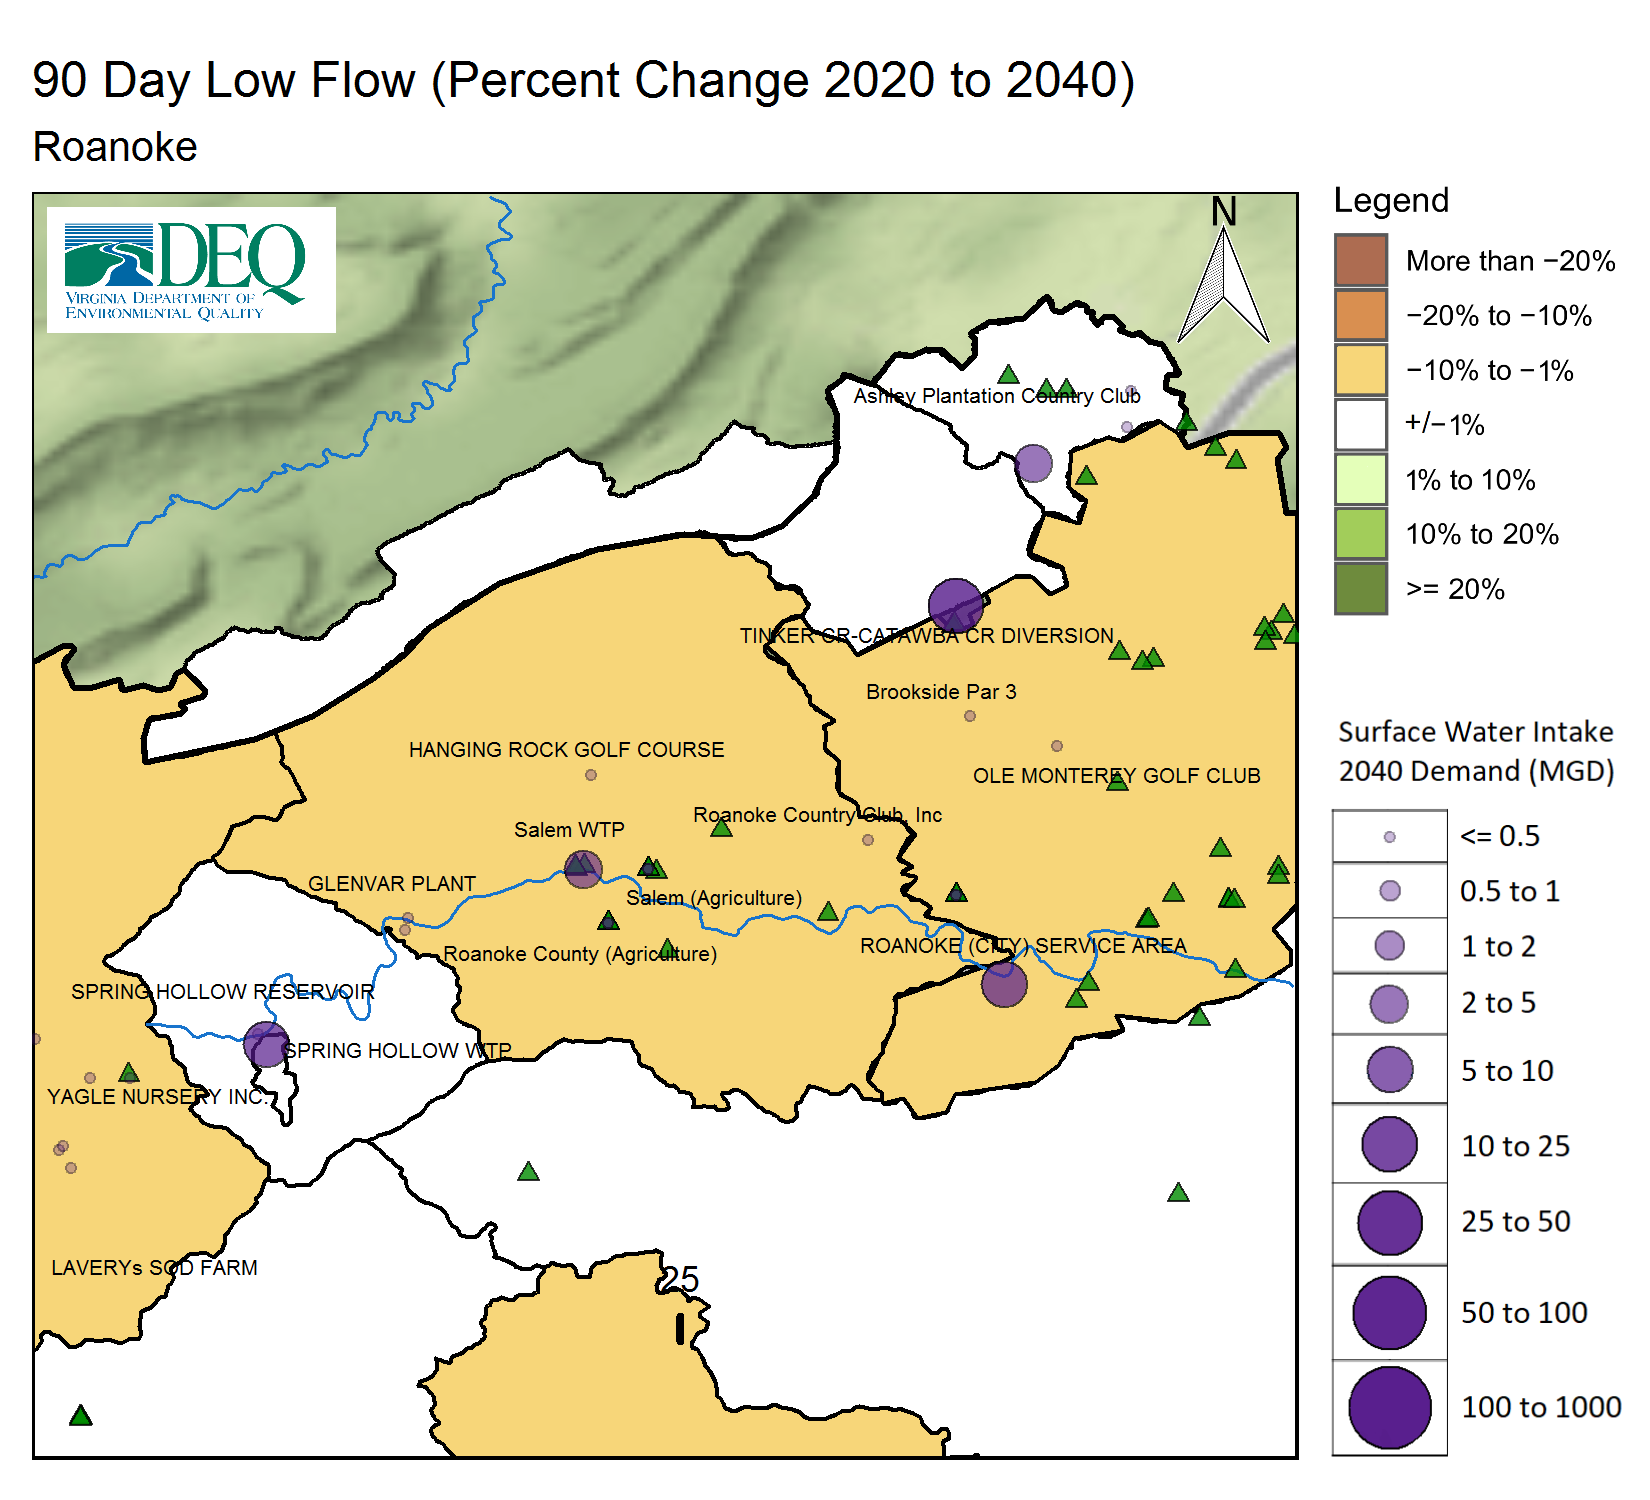 90 Day Low Flow (Percent Change 2020 to 2040)
Roanoke
DEQ
VIRGINIA DEPARTMENT OF
ENVIRONMENTAL QUALITY
N
Ashley Plantation Country Club
TINKER CR-CATAWBA CR DIVERSION
Brookside Par 3
HANGING ROCK GOLF COURSE
OLE MONTEREY GOLF CLUB
Roanoke Country Club, Inc
Salem WTP
GLENVAR PLANT
Salem (Agriculture)
ROANOKE (CITY) SERVICE AREA
Roanoke County (Agriculture)
SPRING HOLLOW RESERVOIR
SPRING HOLLOW WTP
YAGLE NURSERY INC.
LAVERYs SOD FARM
25
Legend
More than −20%
−20% to −10%
−10% to −1%
+/−1%
1% to 10%
10% to 20%
>= 20%
Surface Water Intake
2040 Demand (MGD)
<= 0.5
0.5 to 1
1 to 2
2 to 5
5 to 10
10 to 25
25 to 50
50 to 100
100 to 1000